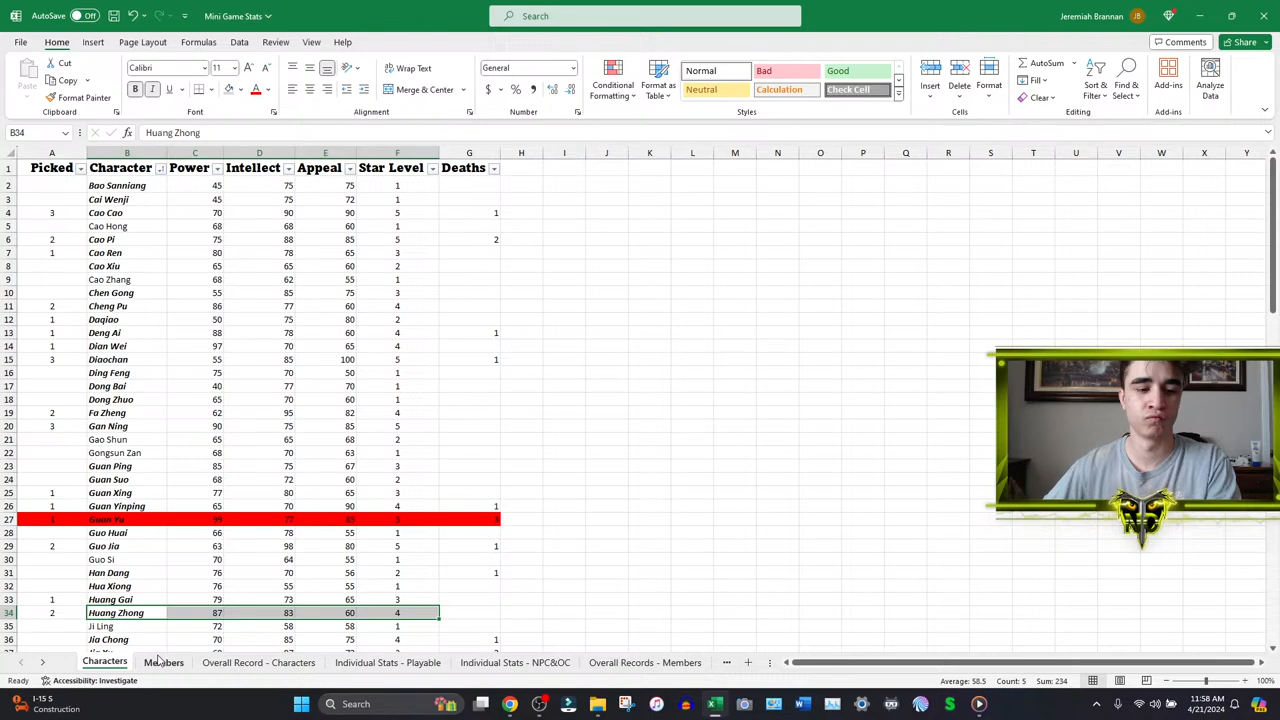 AutoSave Off Mini Game Stats Search Jeremiah Brannan JB
File Home Insert Page Layout Formulas Data Review View Help Comments Share
Paste Cut Copy Format Painter Clipboard
Calibri 11 B I U A Font
Wrap Text Merge & Center Alignment
General $ % Number
Conditional Formatting Format as Table Normal Bad Good Neutral Calculation Check Cell Styles
Insert Delete Format Cells
AutoSum Fill Clear Sort & Filter Find & Select Editing
Add-ins Add-ins Analyze Data
B34 fx Huang Zhong
A B C D E F G H I J K L M N O P Q R S T U V W X Y
1 Picked Character Power Intellect Appeal Star Level Deaths
2 Bao Sanniang 45 75 75 1
3 Cai Wenji 45 75 72 1
4 3 Cao Cao 70 90 90 5 1
5 Cao Hong 68 68 60 1
6 2 Cao Pi 75 88 85 5 2
7 1 Cao Ren 80 78 65 3
8 Cao Xiu 65 65 60 2
9 Cao Zhang 68 62 55 1
10 Chen Gong 55 85 75 3
11 2 Cheng Pu 86 77 60 4
12 1 Daqiao 50 75 80 2
13 1 Deng Ai 88 78 60 4 1
14 1 Dian Wei 97 70 65 4
15 3 Diaochan 55 85 100 5 1
16 Ding Feng 75 70 50 1
17 Dong Bai 40 77 70 1
18 Dong Zhuo 65 70 60 1
19 2 Fa Zheng 62 95 82 4
20 3 Gan Ning 90 75 85 5
21 Gao Shun 65 65 68 2
22 Gongsun Zan 68 70 63 1
23 Guan Ping 85 75 67 3
24 Guan Suo 68 72 60 2
25 1 Guan Xing 77 80 65 3
26 1 Guan Yinping 65 70 90 4 1
27 Guan Yu 99 77
28 Guo Huai 66 78 55 1
29 2 Guo Jia 63 98 80 5 1
30 Guo Si 70 64 55 1
31 Han Dang 76 70 56 2 1
32 Hua Xiong 76 55 55 1
33 1 Huang Gai 79 73 65 3
34 2 Huang Zhong 87 83 60 4
35 Ji Ling 72 58 58 1
36 Jia Chong 70 85 75 4 1
Characters Members Overall Record - Characters Individual Stats - Playable Individual Stats - NPC&OC Overall Records - Members
Ready Accessibility: Investigate Average: 58.5 Count: 5 Sum: 234 100%
I-15 S
Construction
Search
11:58 AM
4/21/2024